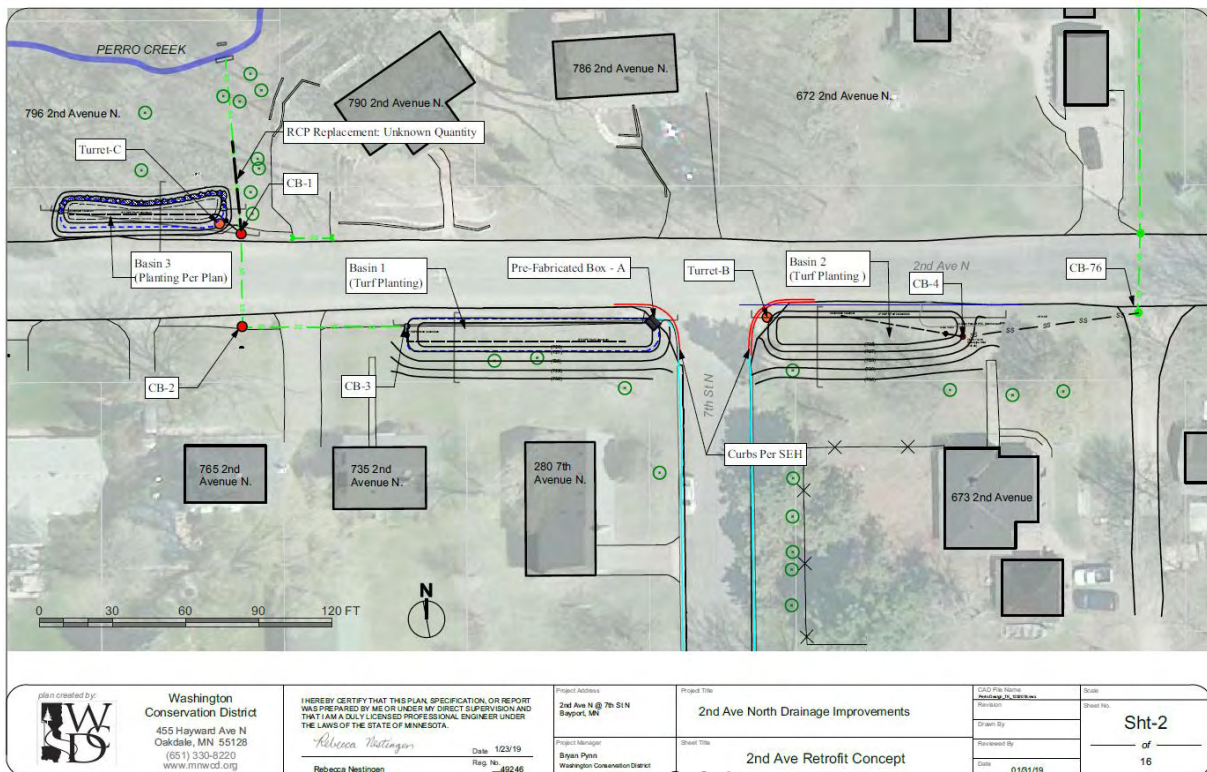 PERRO CREEK
796 2nd Avenue N.
790 2nd Avenue N.
786 2nd Avenue N.
672 2nd Avenue N.
RCP Replacement: Unknown Quantity
Turret-C
CB-1
Basin 3
(Planting Per Plan)
Basin 1
(Turf Planting)
Pre-Fabricated Box - A
Turret-B
Basin 2
(Turf Planting )
2nd Ave N
CB-4
CB-76
SS
SS
SS
CB-2
CB-3
7th St N
Curbs Per SEH
765 2nd
Avenue N.
735 2nd
Avenue N.
280 7th
Avenue N.
673 2nd Avenue
N
0 30 60 90 120 FT
plan created by:
WCD
Washington
Conservation District
455 Hayward Ave N
Oakdale, MN 55128
(651) 330-8220
www.mnwcd.org
I HEREBY CERTIFY THAT THIS PLAN, SPECIFICATION, OR REPORT
WAS PREPARED BY ME OR UNDER MY DIRECT SUPERVISION AND
THAT I AM A DULY LICENSED PROFESSIONAL ENGINEER UNDER
THE LAWS OF THE STATE OF MINNESOTA.
Rebecca Nestingen
Date 1/23/19
Rebecca Nestingen
Reg. No. 49246
Project Address
2nd Ave N @ 7th St N
Bayport, MN
Project Manager
Bryan Pynn
Washington Conservation District
Project Title
2nd Ave North Drainage Improvements
Sheet Title
2nd Ave Retrofit Concept
CAD File Name
Revision
Drawn By
Reviewed By
Date 01/31/19
Scale
Sheet No.
Sht-2
of
16